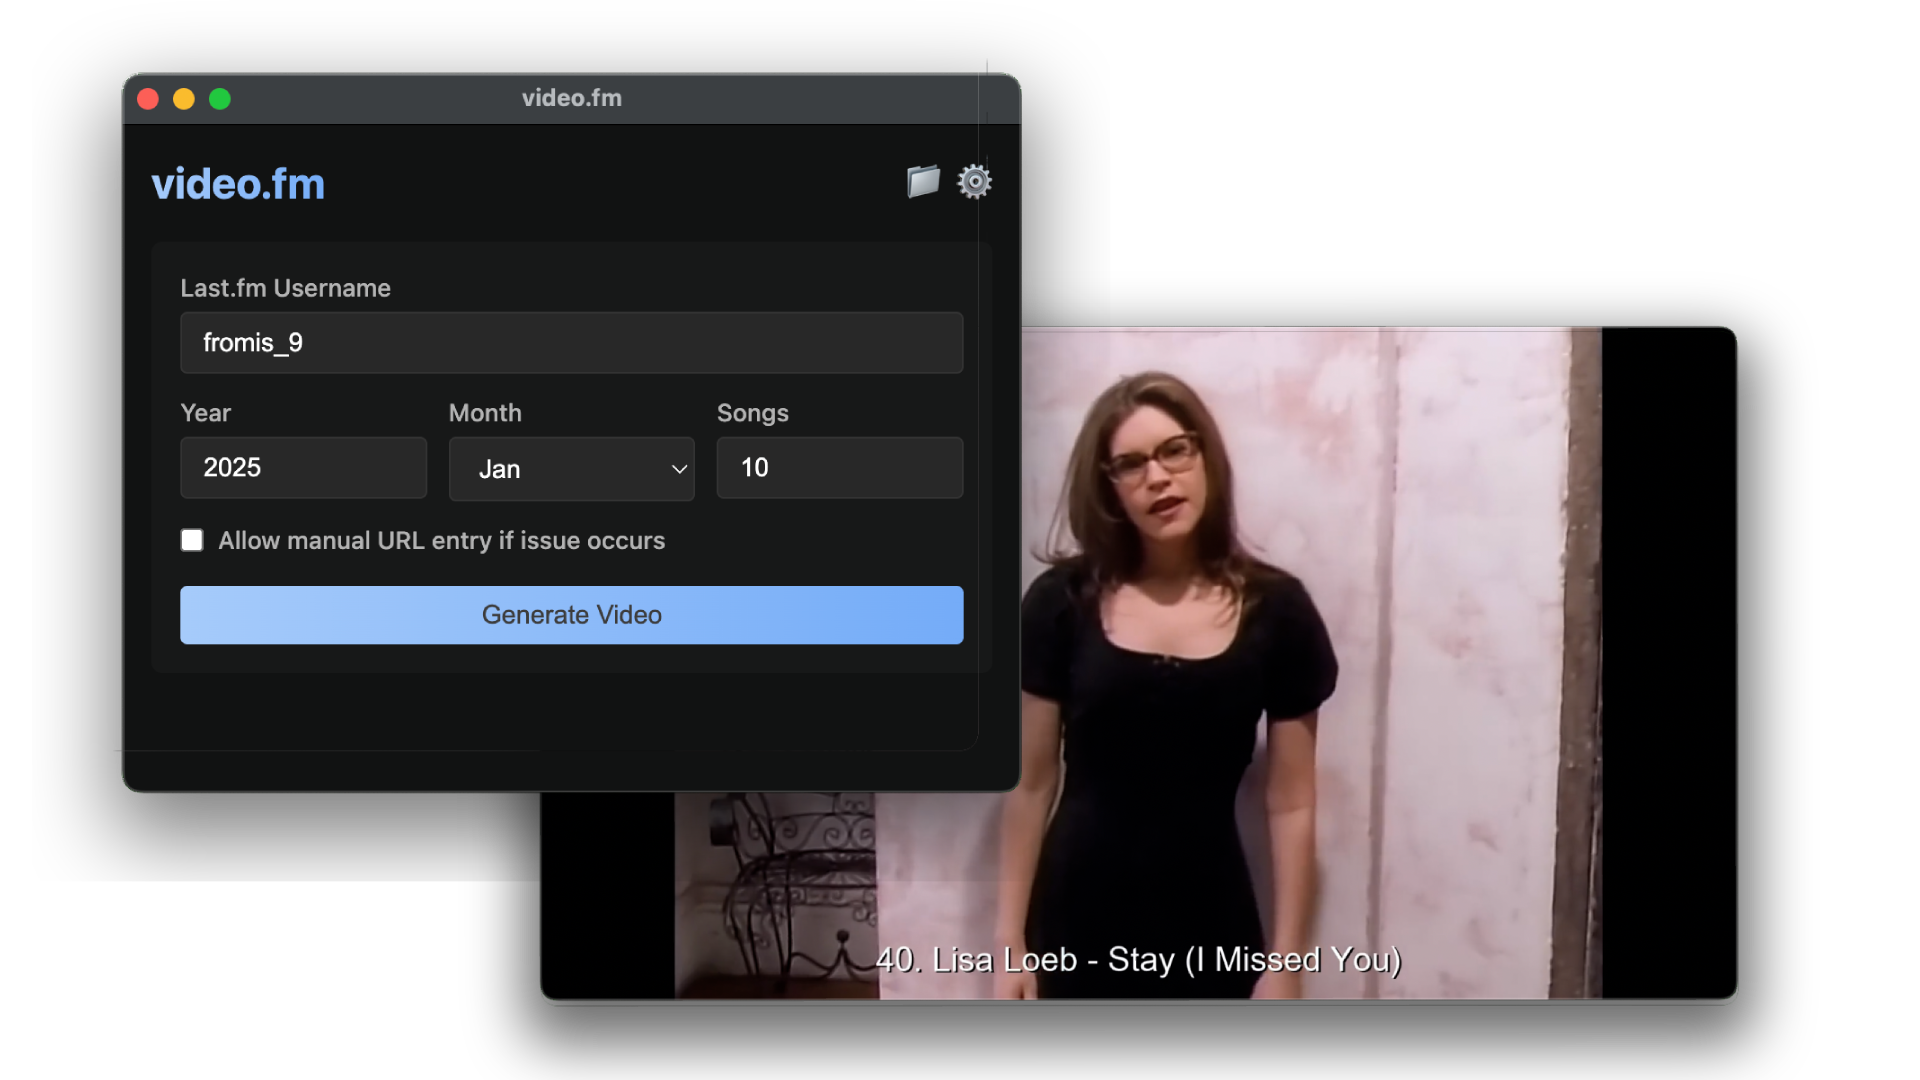 video.fm
video.fm
Last.fm Username
fromis_9
Year Month Songs
2025 Jan 10
Allow manual URL entry if issue occurs
Generate Video
40. Lisa Loeb - Stay (I Missed You)